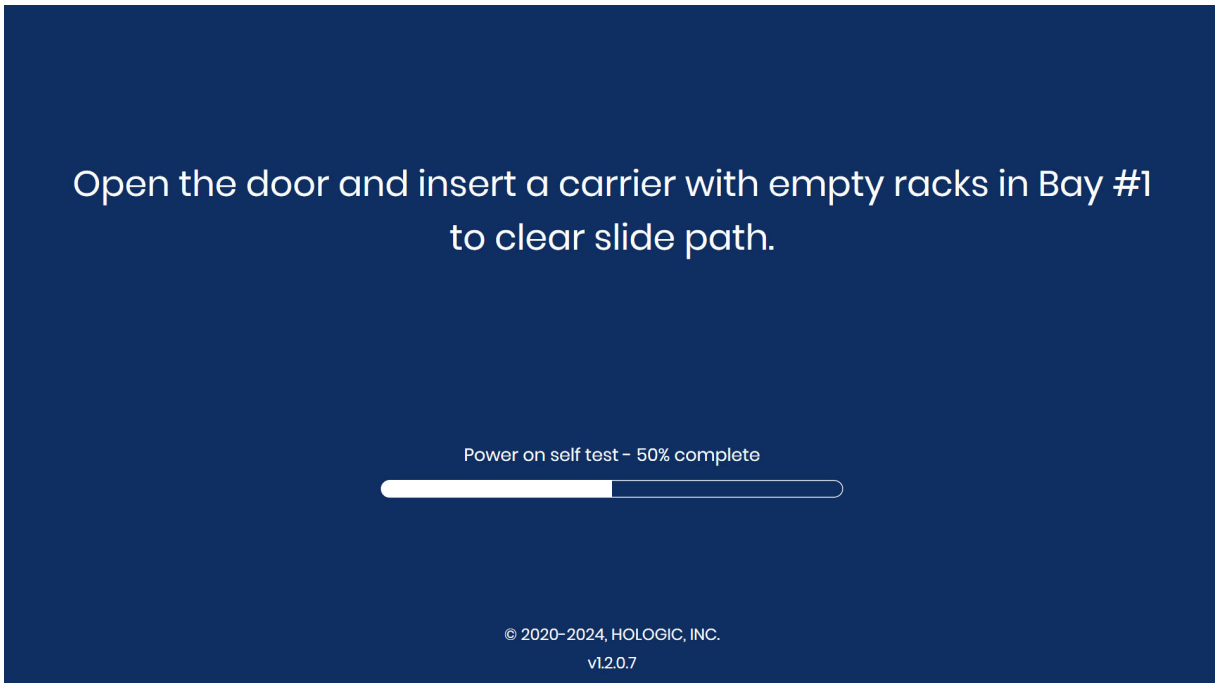 Open the door and insert a carrier with empty racks in Bay #1
to clear slide path.
Power on self test - 50% complete
© 2020-2024, HOLOGIC, INC.
v1.2.0.7